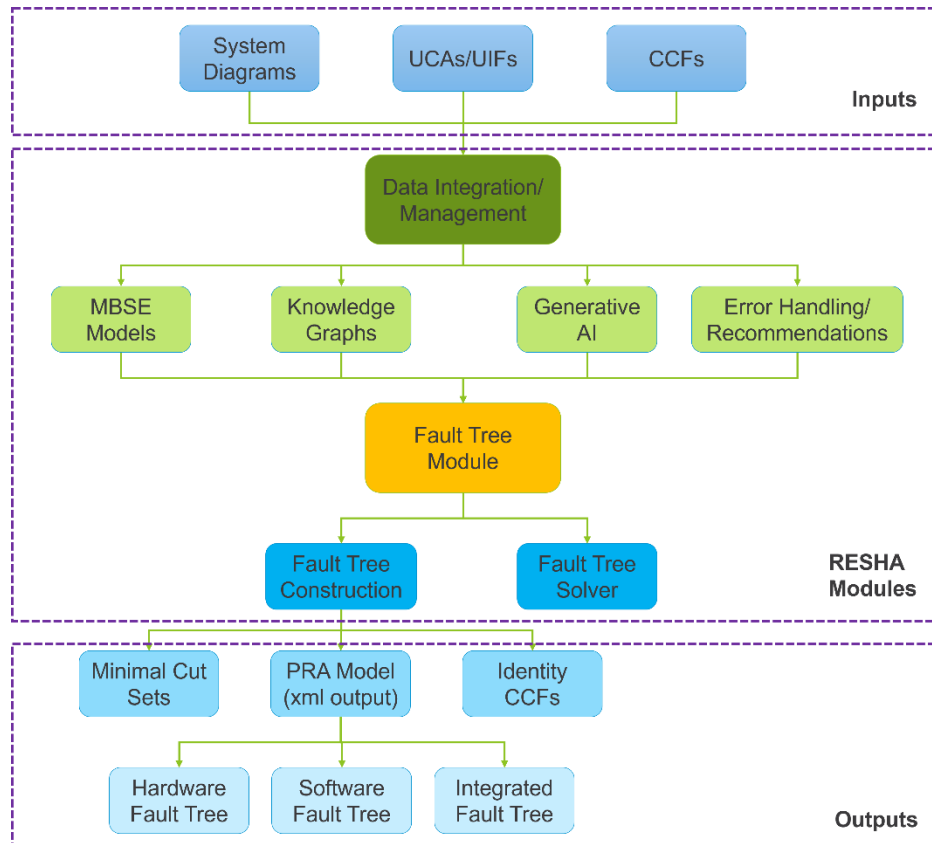 System
Diagrams
UCAs/UIFs
CCFs
Inputs
Data Integration/
Management
MBSE
Models
Knowledge
Graphs
Generative
AI
Error Handling/
Recommendations
Fault Tree
Module
Fault Tree
Construction
Fault Tree
Solver
RESHA
Modules
Minimal Cut
Sets
PRA Model
(xml output)
Identity
CCFs
Hardware
Fault Tree
Software
Fault Tree
Integrated
Fault Tree
Outputs